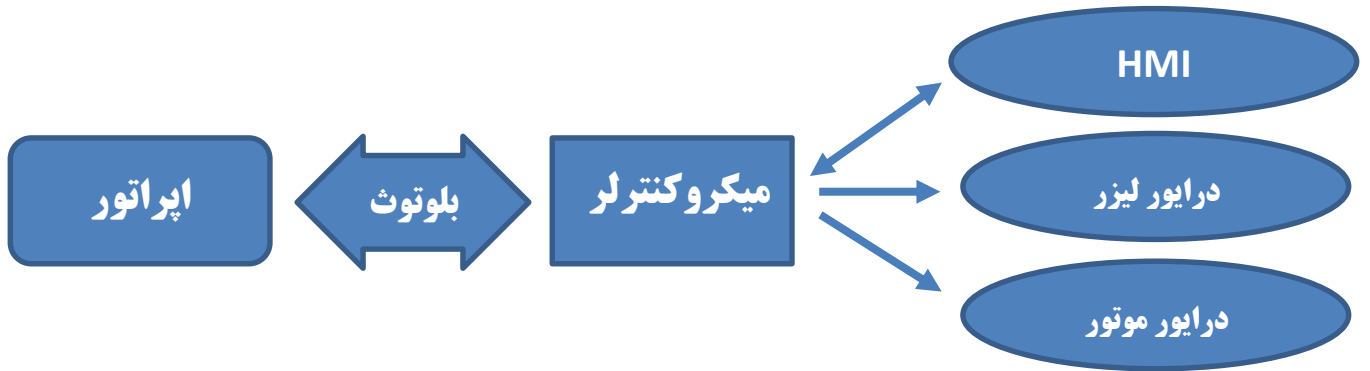 HMI
اپراتور
بلوتوث
میکروکنترلر
درایور لیزر
درایور موتور